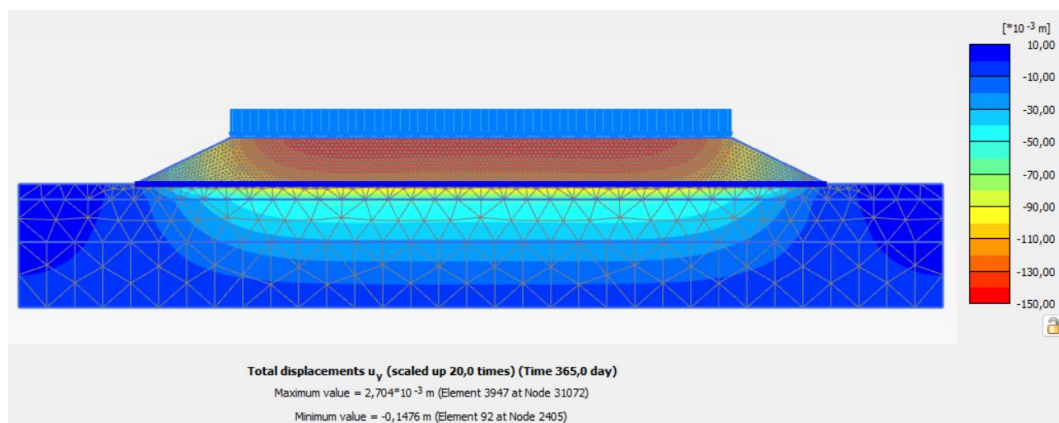 [*10 -3 m]
10,00
-10,00
-30,00
-50,00
-70,00
-90,00
-110,00
-130,00
-150,00
Total displacements uy (scaled up 20,0 times) (Time 365,0 day)
Maximum value = 2,704*10 -3 m (Element 3947 at Node 31072)
Minimum value = -0,1476 m (Element 92 at Node 2405)